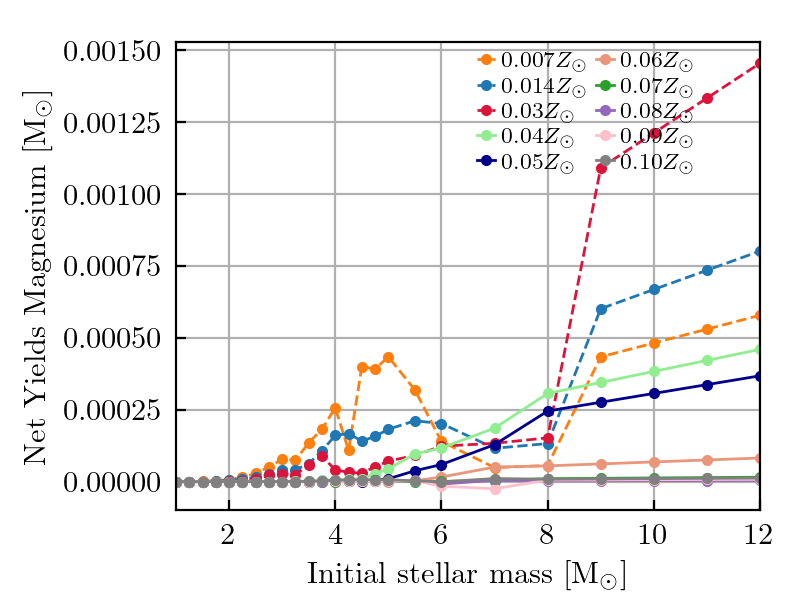 0.00150
0.00125
0.00100
0.00075
0.00050
0.00025
0.00000
Net Yields Magnesium [M⊙]
0.007Z⊙
0.014Z⊙
0.03Z⊙
0.04Z⊙
0.05Z⊙
0.06Z⊙
0.07Z⊙
0.08Z⊙
0.09Z⊙
0.10Z⊙
2 4 6 8 10 12
Initial stellar mass [M⊙]